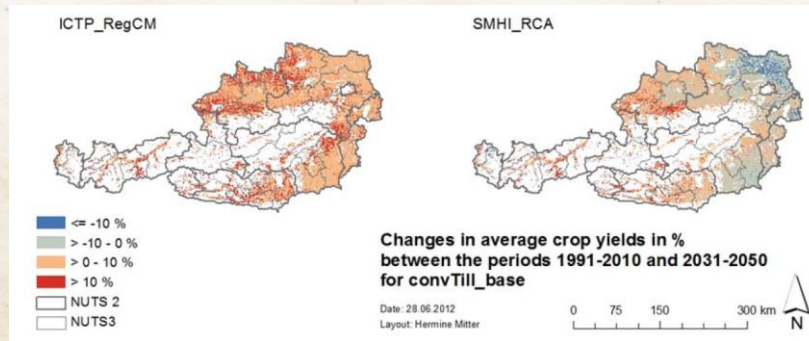 ICTP_RegCM
SMHI_RCA
<= -10 %
> -10 - 0 %
> 0 - 10 %
> 10 %
NUTS 2
NUTS3
Changes in average crop yields in %
between the periods 1991-2010 and 2031-2050
for convTill_base
Date: 28.06.2012
Layout: Hermine Mitter
0 75 150 300 km
N